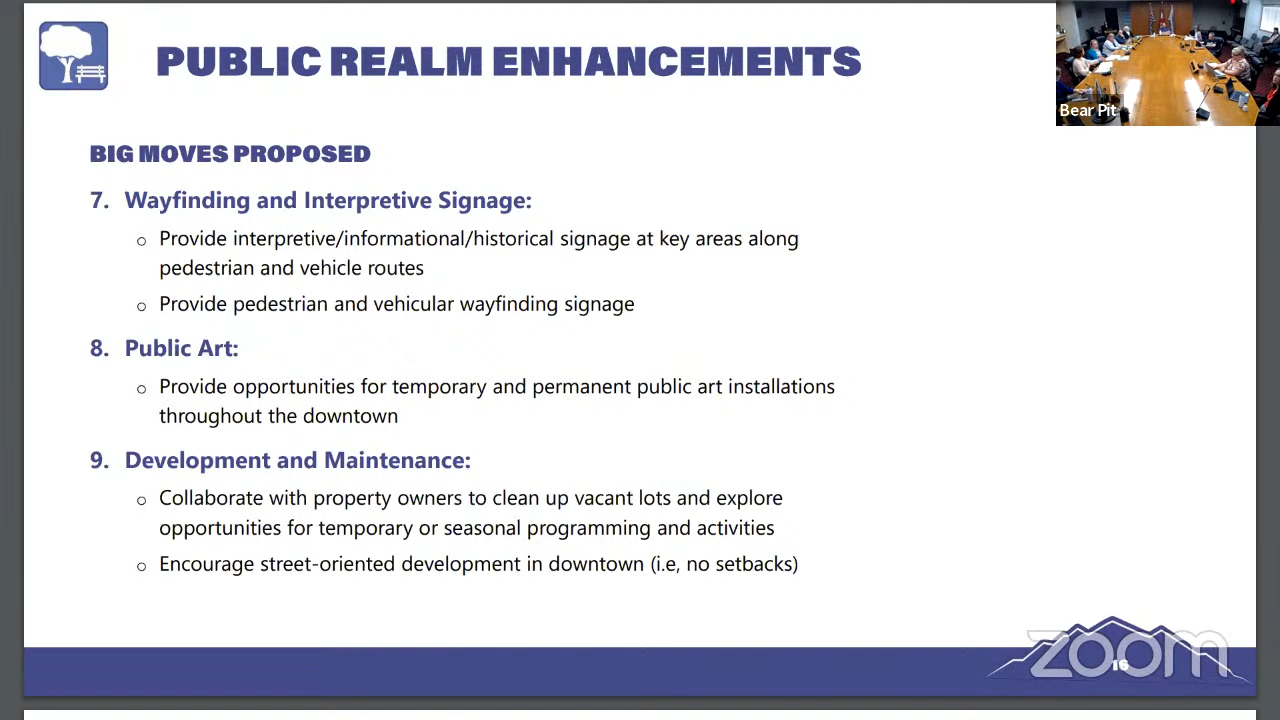 PUBLIC REALM ENHANCEMENTS
Bear Pit
BIG MOVES PROPOSED
7. Wayfinding and Interpretive Signage:
o Provide interpretive/informational/historical signage at key areas along
pedestrian and vehicle routes
o Provide pedestrian and vehicular wayfinding signage
8. Public Art:
o Provide opportunities for temporary and permanent public art installations
throughout the downtown
9. Development and Maintenance:
o Collaborate with property owners to clean up vacant lots and explore
opportunities for temporary or seasonal programming and activities
o Encourage street-oriented development in downtown (i.e, no setbacks)
zoom
16